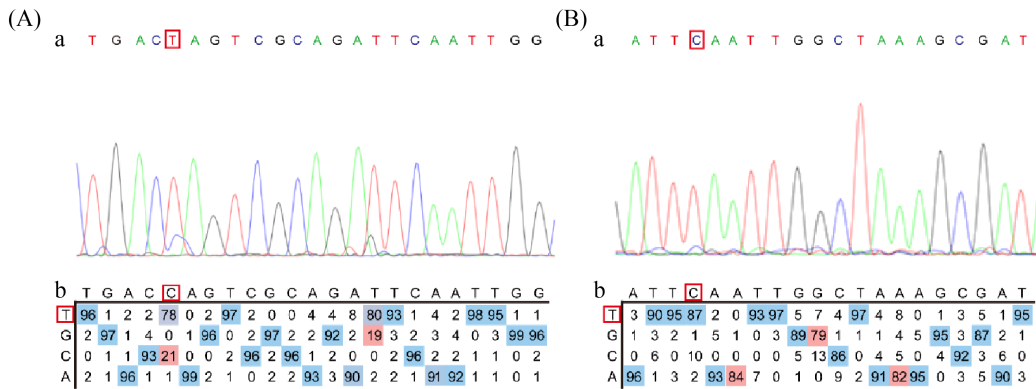 (A)
a T G A C T A G T C G C A G A T T C A A T T G G
b T G A C C A G T C G C A G A T T C A A T T G G
T 96 1 2 2 78 0 2 97 2 0 0 4 4 8 80 93 1 4 2 98 95 1 1
G 2 97 1 4 0 1 96 0 0 97 2 2 92 2 19 3 2 3 4 0 3 99 96
C 0 1 1 93 21 0 0 2 96 2 96 1 2 0 0 2 96 2 2 1 1 0 2
A 2 1 96 1 1 99 2 1 0 2 2 93 3 90 2 2 1 91 92 1 1 0 1
(B)
a A T T C A A T T G G C T A A A G C G A T
b A T T C A A T T G G C T A A A G C G A T
T 3 90 95 87 2 0 93 97 5 7 4 97 4 8 0 1 3 5 1 95
G 1 3 2 1 5 1 0 3 89 79 3 1 1 4 5 95 3 87 2 1
C 0 6 0 10 0 0 0 0 5 13 86 0 4 5 0 4 92 3 6 0
A 96 1 3 2 93 84 7 0 1 0 9 2 91 82 95 0 3 5 90 3